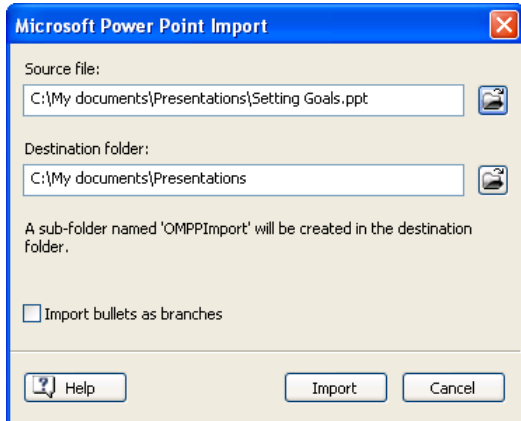 Microsoft Power Point Import
Source file:
C:\My documents\Presentations\Setting Goals.ppt
Destination folder:
C:\My documents\Presentations
A sub-folder named 'OMPPImport' will be created in the destination
folder.
Import bullets as branches
Help
Import
Cancel